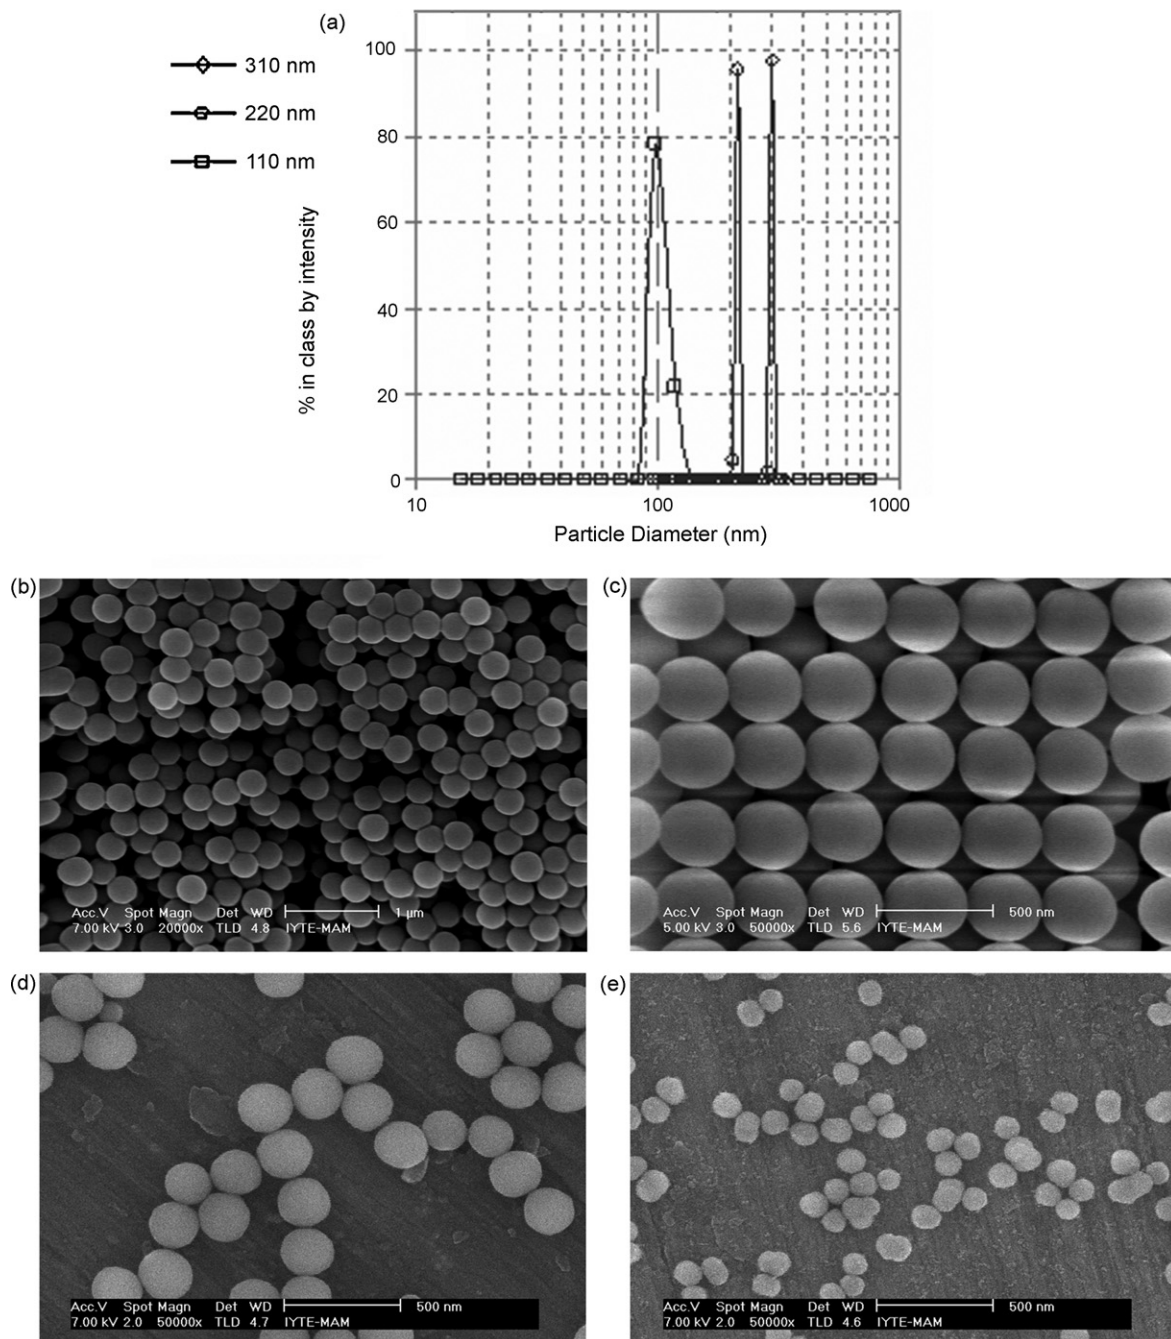 (a)
310 nm
220 nm
110 nm
% in class by intensity
100
80
60
40
20
0
10
100
1000
Particle Diameter (nm)
(b)
Acc.V Spot Magn Det WD 1 µm
7.00 kV 3.0 20000x TLD 4.8 IYTE-MAM
(c)
Acc.V Spot Magn Det WD 500 nm
5.00 kV 3.0 50000x TLD 5.6 IYTE-MAM
(d)
Acc.V Spot Magn Det WD 500 nm
7.00 kV 2.0 50000x TLD 4.7 IYTE-MAM
(e)
Acc.V Spot Magn Det WD 500 nm
7.00 kV 2.0 50000x TLD 4.6 IYTE-MAM